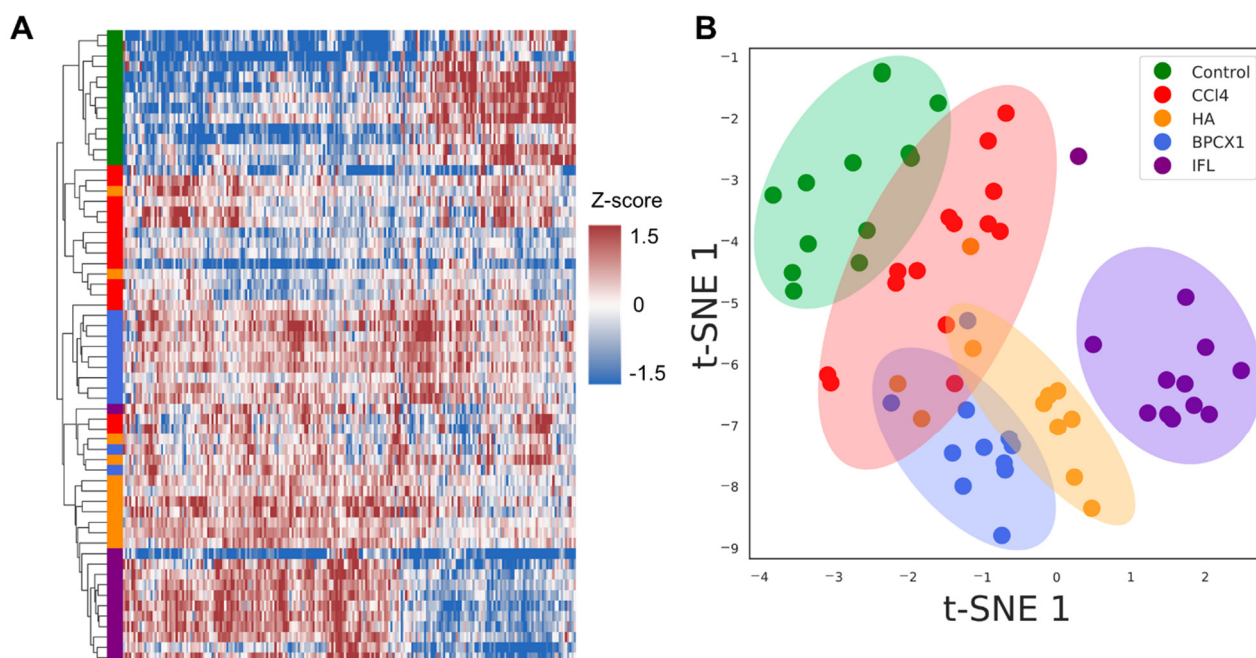 A
Z-score
1.5
0
-1.5
B
−1
−2
−3
−4
−5
−6
−7
−8
−9
t-SNE 1
Control
CCl4
HA
BPCX1
IFL
−4 −3 −2 −1 0 1 2
t-SNE 1